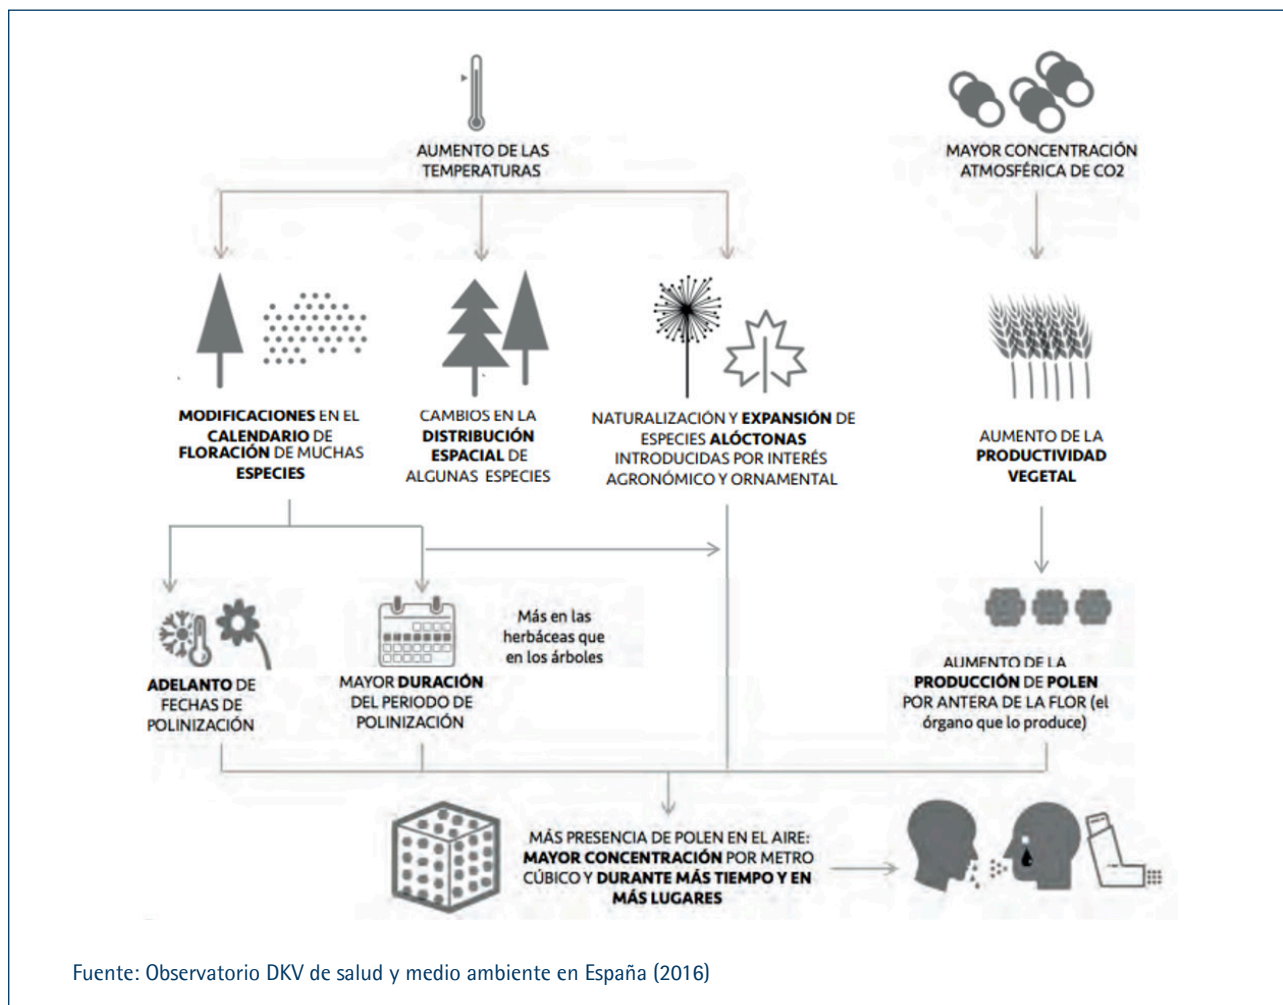 AUMENTO DE LAS
TEMPERATURAS
MAYOR CONCENTRACIÓN
ATMOSFÉRICA DE CO2
MODIFICACIONES EN EL
CALENDARIO DE
FLORACIÓN DE MUCHAS
ESPECIES
CAMBIOS EN LA
DISTRIBUCIÓN
ESPACIAL DE
ALGUNAS ESPECIES
NATURALIZACIÓN Y EXPANSIÓN DE
ESPECIES ALÓCTONAS
INTRODUCIDAS POR INTERÉS
AGRONÓMICO Y ORNAMENTAL
AUMENTO DE LA
PRODUCTIVIDAD
VEGETAL
ADELANTO DE
FECHAS DE
POLINIZACIÓN
MAYOR DURACIÓN
DEL PERIODO DE
POLINIZACIÓN
Más en las
herbáceas que
en los árboles
AUMENTO DE LA
PRODUCCIÓN DE POLEN
POR ANTERA DE LA FLOR (el
órgano que lo produce)
MÁS PRESENCIA DE POLEN EN EL AIRE:
MAYOR CONCENTRACIÓN POR METRO
CÚBICO Y DURANTE MÁS TIEMPO Y EN
MÁS LUGARES
Fuente: Observatorio DKV de salud y medio ambiente en España (2016)